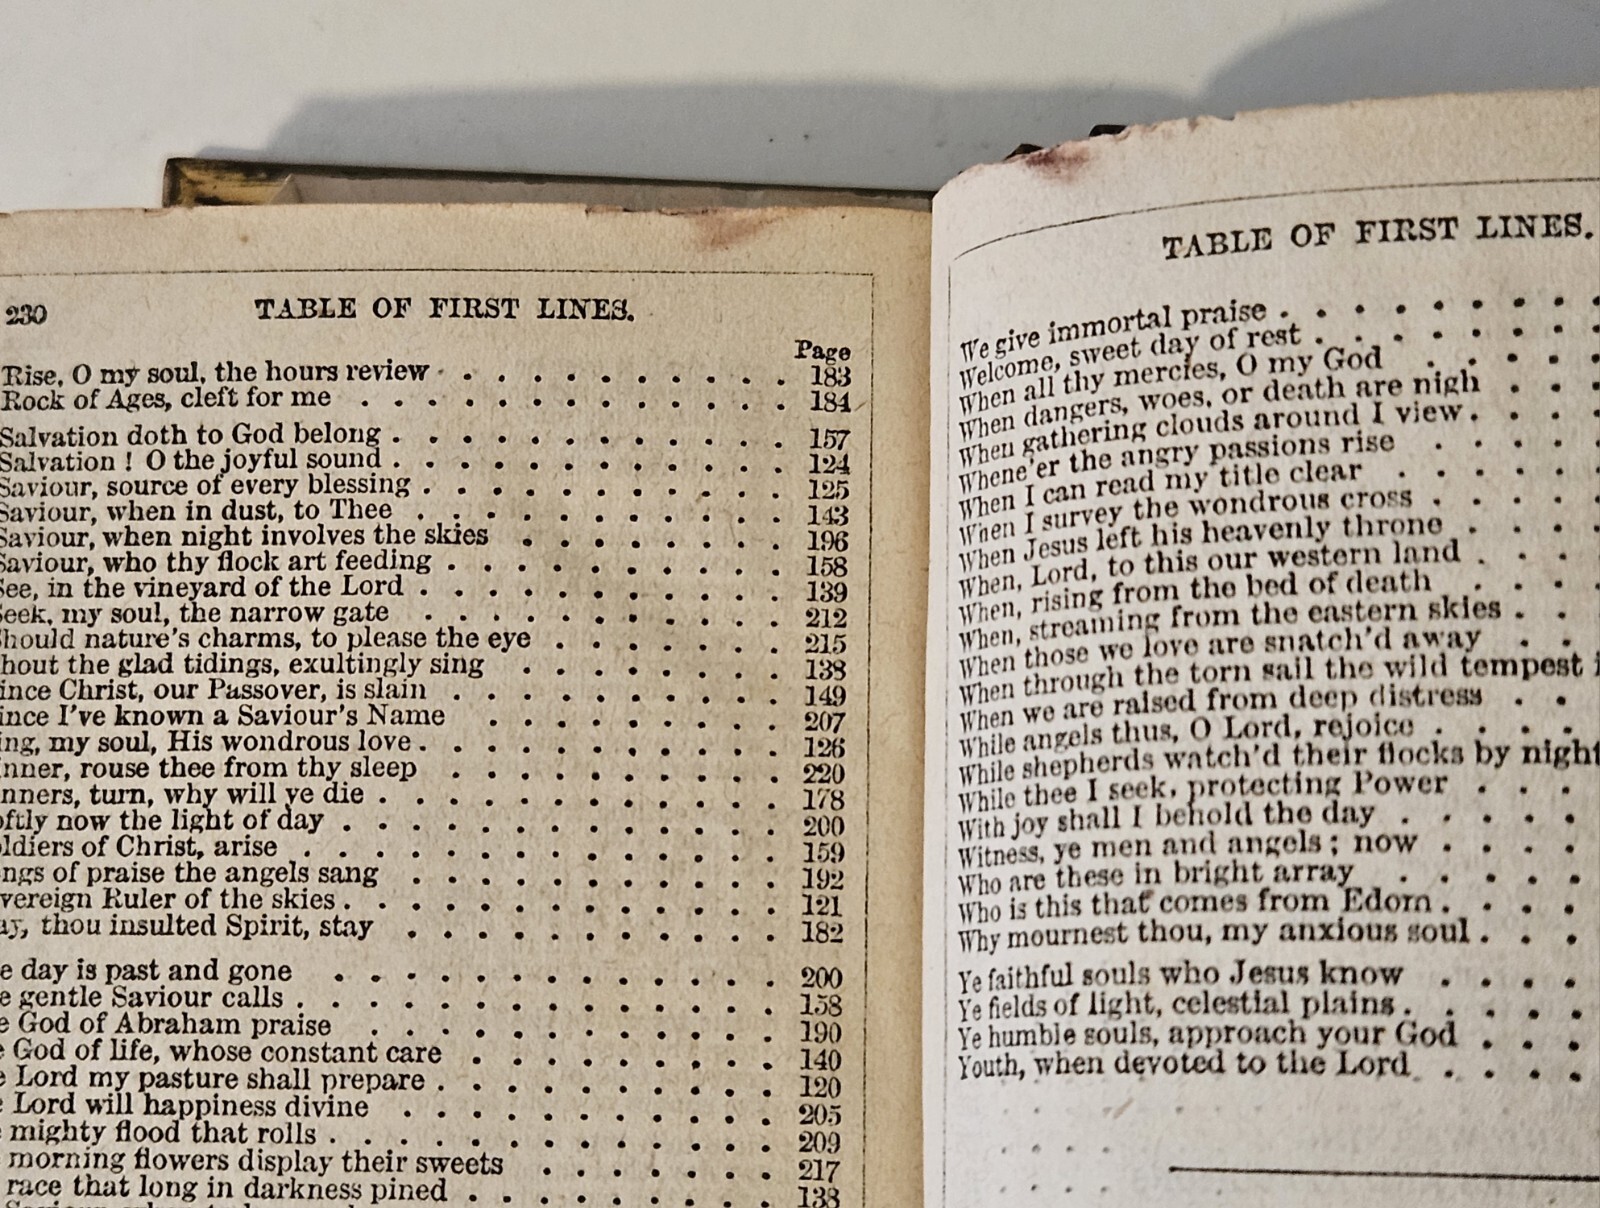 230 TABLE OF FIRST LINES.
Page
Rise, O my soul, the hours review . . . . . . . . . . 183
Rock of Ages, cleft for me . . . . . . . . . . . . . 184
Salvation doth to God belong . . . . . . . . . . . . 157
Salvation ! O the joyful sound . . . . . . . . . . . . 124
Saviour, source of every blessing . . . . . . . . . . . 125
Saviour, when in dust, to Thee . . . . . . . . . . . 143
Saviour, when night involves the skies . . . . . . . . 196
Saviour, who thy flock art feeding . . . . . . . . . . 158
See, in the vineyard of the Lord . . . . . . . . . . . 139
Seek, my soul, the narrow gate . . . . . . . . . . . 212
hould nature's charms, to please the eye . . . . . . . 215
hout the glad tidings, exultingly sing . . . . . . . . 138
ince Christ, our Passover, is slain . . . . . . . . . . 149
ince I've known a Saviour's Name . . . . . . . . . 207
ing, my soul, His wondrous love . . . . . . . . . . . 126
nner, rouse thee from thy sleep . . . . . . . . . . 220
nners, turn, why will ye die . . . . . . . . . . . . 178
oftly now the light of day . . . . . . . . . . . . . 200
ldiers of Christ, arise . . . . . . . . . . . . . . 159
ngs of praise the angels sang . . . . . . . . . . . 192
vereign Ruler of the skies . . . . . . . . . . . . . 121
ay, thou insulted Spirit, stay . . . . . . . . . . . 182
e day is past and gone . . . . . . . . . . . . . 200
e gentle Saviour calls . . . . . . . . . . . . . . 158
e God of Abraham praise . . . . . . . . . . . . 190
e God of life, whose constant care . . . . . . . . . 140
e Lord my pasture shall prepare . . . . . . . . . . 120
e Lord will happiness divine . . . . . . . . . . . 205
mighty flood that rolls . . . . . . . . . . . . . 209
morning flowers display their sweets . . . . . . . 217
race that long in darkness pined . . . . . . . . . 138
TABLE OF FIRST LINES.
We give immortal praise . . . . . . . . .
Welcome, sweet day of rest . . . . . . . .
When all thy mercies, O my God . . . . .
When dangers, woes, or death are nigh . . .
When gathering clouds around I view . . . .
Whene'er the angry passions rise . . . . .
When I can read my title clear . . . . . .
When I survey the wondrous cross . . . . .
When Jesus left his heavenly throne . . . .
When, Lord, to this our western land . . . .
When, rising from the bed of death . . . .
When, streaming from the eastern skies . . .
When those we love are snatch'd away . . .
When through the torn sail the wild tempest
When we are raised from deep distress . . .
While angels thus, O Lord, rejoice . . . . .
While shepherds watch'd their flocks by night
While thee I seek, protecting Power . . . .
With joy shall I behold the day . . . . .
Witness, ye men and angels ; now . . . .
Who are these in bright array . . . . .
Who is this that comes from Edom . . . .
Why mournest thou, my anxious soul . . .
Ye faithful souls who Jesus know . . . .
Ye fields of light, celestial plains . . . . .
Ye humble souls, approach your God . . .
Youth, when devoted to the Lord . . . .